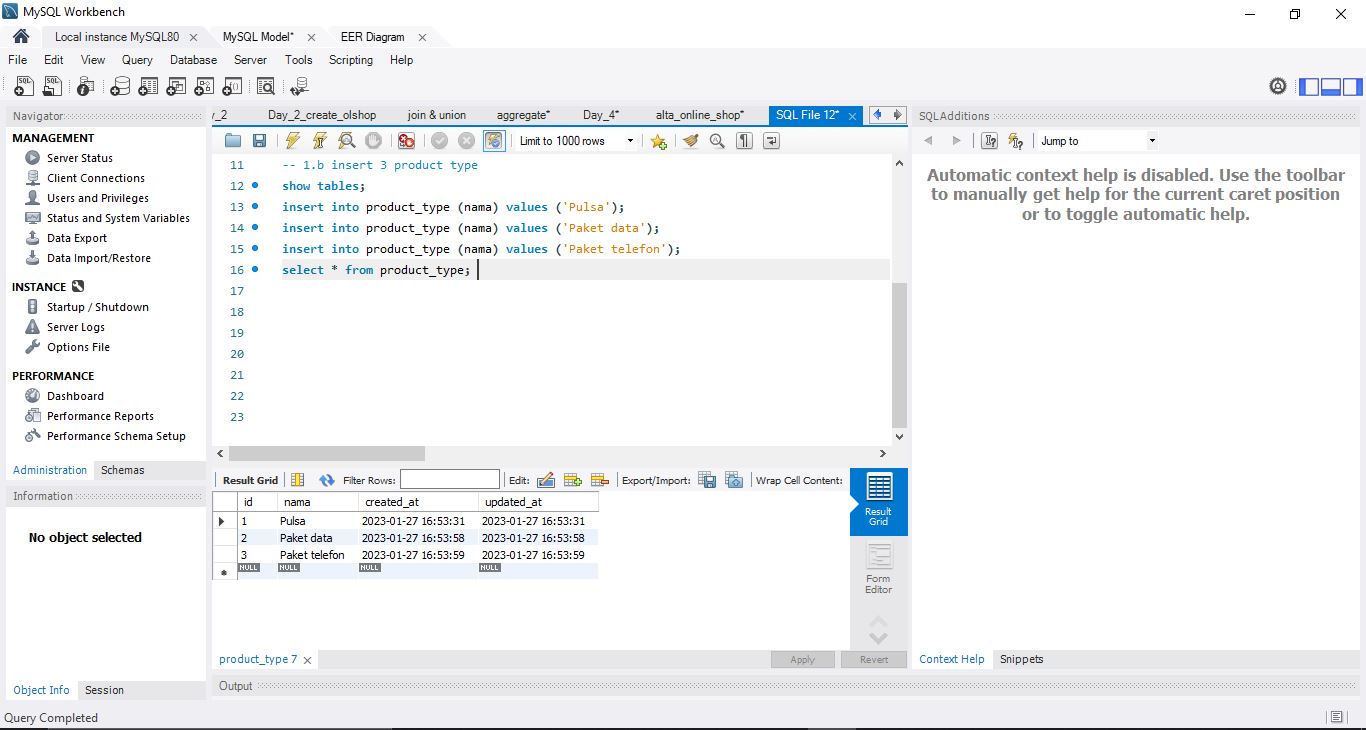 MySQL Workbench
Local instance MySQL80 MySQL Model* EER Diagram
File Edit View Query Database Server Tools Scripting Help
Navigator
MANAGEMENT
Server Status
Client Connections
Users and Privileges
Status and System Variables
Data Export
Data Import/Restore
INSTANCE
Startup / Shutdown
Server Logs
Options File
PERFORMANCE
Dashboard
Performance Reports
Performance Schema Setup
Administration Schemas
Information
No object selected
Object Info Session
y_2 Day_2_create_olshop join & union aggregate* Day_4* alta_online_shop* SQL File 12*
Limit to 1000 rows
11 -- 1.b insert 3 product type
12 show tables;
13 insert into product_type (nama) values ('Pulsa');
14 insert into product_type (nama) values ('Paket data');
15 insert into product_type (nama) values ('Paket telefon');
16 select * from product_type;
17
18
19
20
21
22
23
Result Grid Filter Rows: Edit: Export/Import: Wrap Cell Content:
id nama created_at updated_at
1 Pulsa 2023-01-27 16:53:31 2023-01-27 16:53:31
2 Paket data 2023-01-27 16:53:58 2023-01-27 16:53:58
3 Paket telefon 2023-01-27 16:53:59 2023-01-27 16:53:59
NULL NULL NULL NULL
Result
Grid
Form
Editor
product_type 7 Apply Revert
Output
SQLAdditions
Jump to
Automatic context help is disabled. Use the toolbar
to manually get help for the current caret position
or to toggle automatic help.
Context Help Snippets
Query Completed